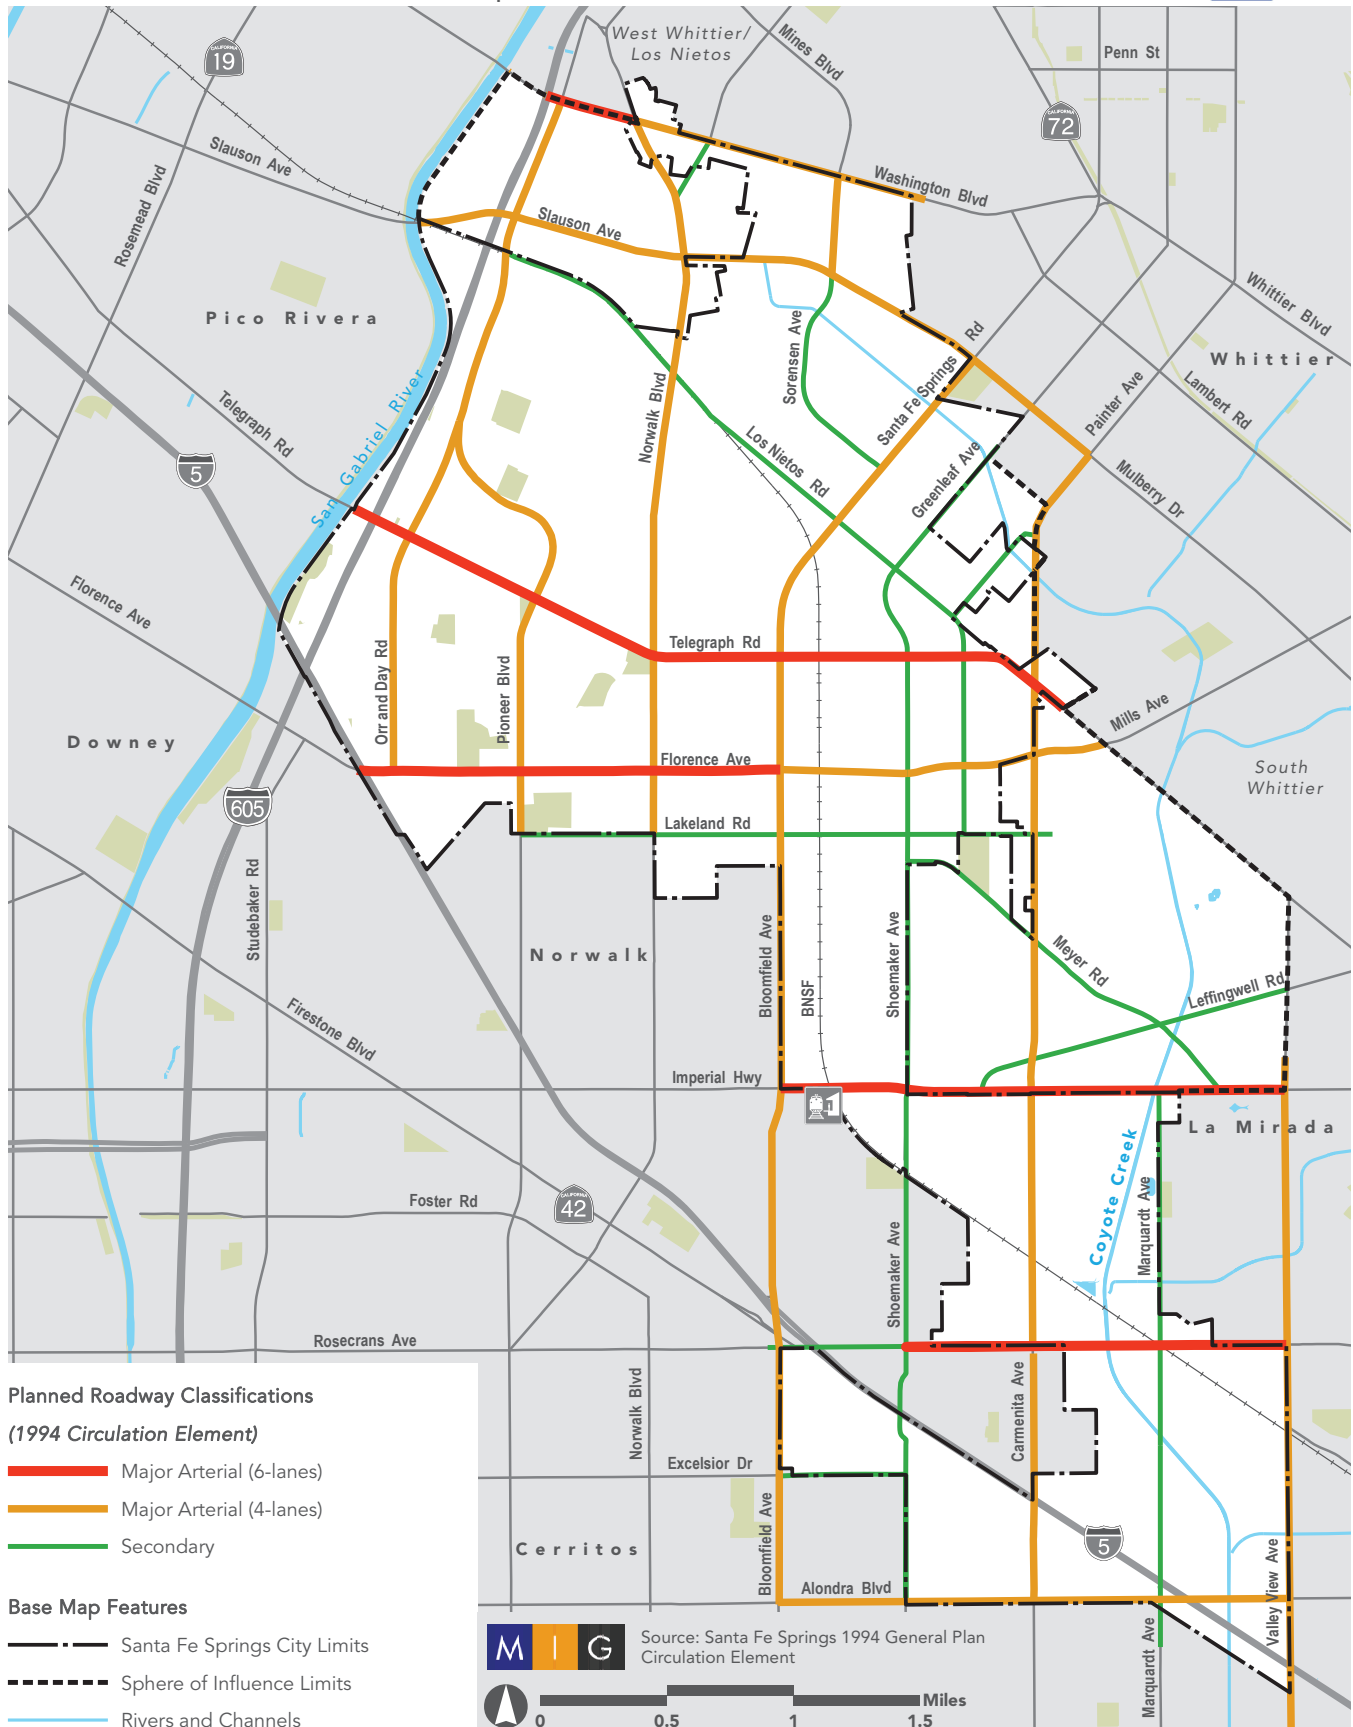 West Whittier/
Los Nietos
Mines Blvd
Penn St
CALIFORNIA
19
CALIFORNIA
72
Slauson Ave
Rosemead Blvd
Washington Blvd
Slauson Ave
Pico Rivera
Whittier Blvd
Whittier
Sorensen Ave
Santa Fe Springs Rd
Painter Ave
Lambert Rd
Telegraph Rd
San Gabriel River
Norwalk Blvd
Los Nietos Rd
Greenleaf Ave
Mulberry Dr
5
Florence Ave
Telegraph Rd
Orr and Day Rd
Pioneer Blvd
Mills Ave
Downey
Florence Ave
South
Whittier
605
Lakeland Rd
Studebaker Rd
Norwalk
Bloomfield Ave
BNSF
Shoemaker Ave
Meyer Rd
Leffingwell Rd
Firestone Blvd
Imperial Hwy
La Mirada
Coyote Creek
Marquardt Ave
Foster Rd
CALIFORNIA
42
Shoemaker Ave
Rosecrans Ave
Norwalk Blvd
Carmenita Ave
Excelsior Dr
Bloomfield Ave
Cerritos
5
Alondra Blvd
Valley View Ave
Marquardt Ave
Planned Roadway Classifications
(1994 Circulation Element)
Major Arterial (6-lanes)
Major Arterial (4-lanes)
Secondary
Base Map Features
Santa Fe Springs City Limits
Sphere of Influence Limits
Rivers and Channels
M I G
Source: Santa Fe Springs 1994 General Plan
Circulation Element
Miles
0 0.5 1 1.5